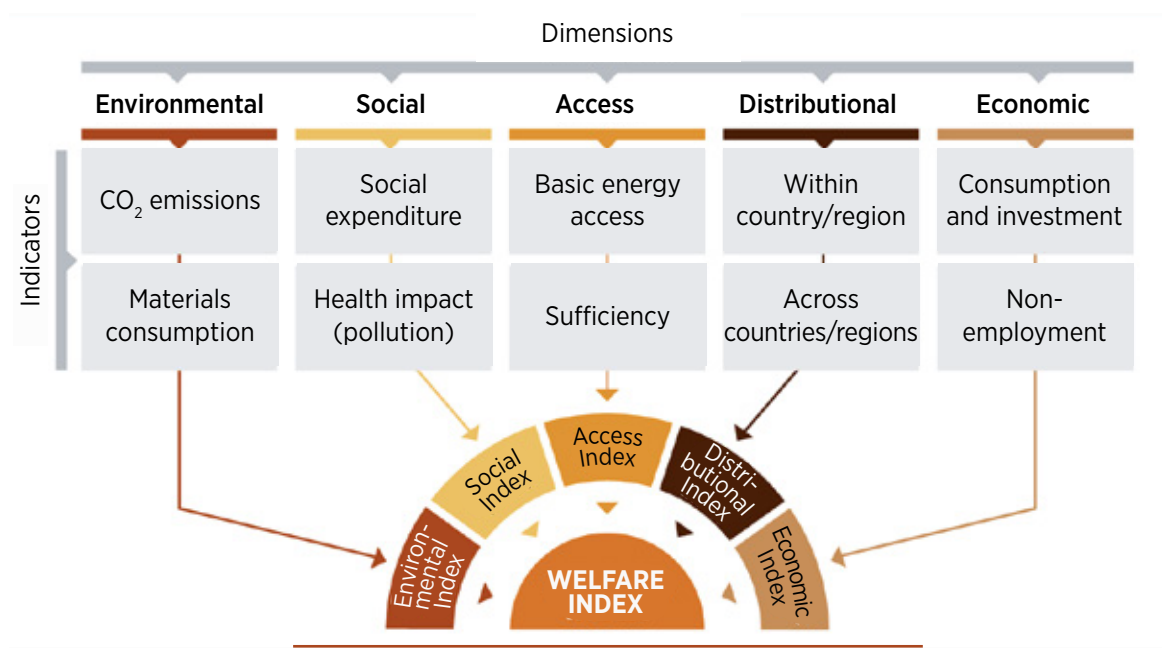 Dimensions
Environmental
Social
Access
Distributional
Economic
Indicators
CO₂ emissions
Social
expenditure
Basic energy
access
Within
country/region
Consumption
and investment
Materials
consumption
Health impact
(pollution)
Sufficiency
Across
countries/regions
Non-
employment
Environ-
mental
Index
Social
Index
Access
Index
Distri-
butional
Index
Economic
Index
WELFARE
INDEX